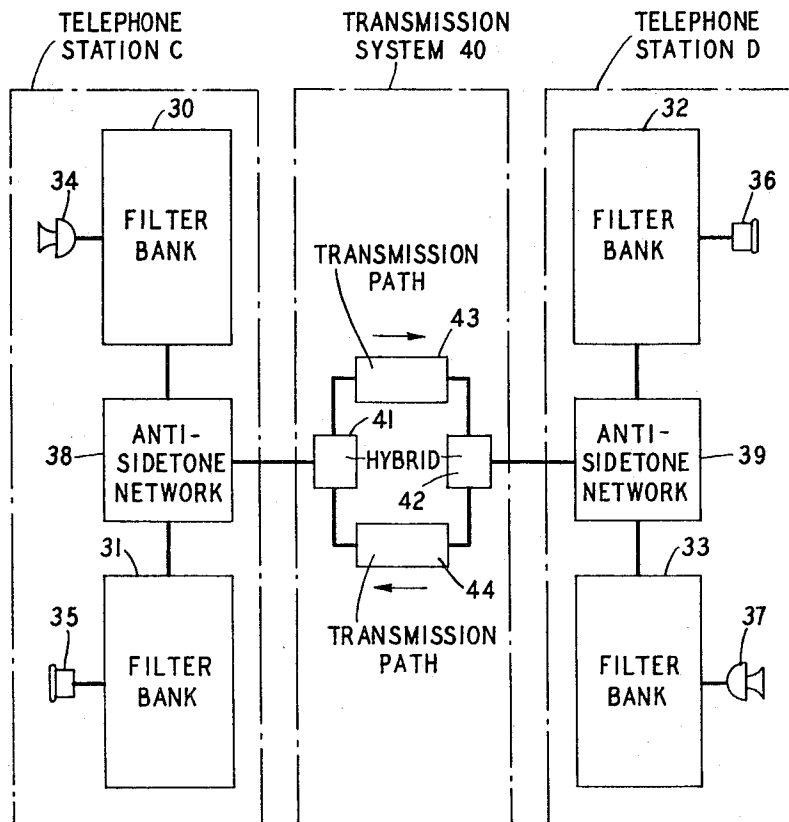 TELEPHONE
STATION C
TRANSMISSION
SYSTEM 40
TELEPHONE
STATION D
30
32
34
36
FILTER
BANK
FILTER
BANK
TRANSMISSION
PATH
43
41
38
ANTI-
SIDETONE
NETWORK
HYBRID
42
ANTI-
SIDETONE
NETWORK
39
31
33
44
35
37
TRANSMISSION
PATH
FILTER
BANK
FILTER
BANK